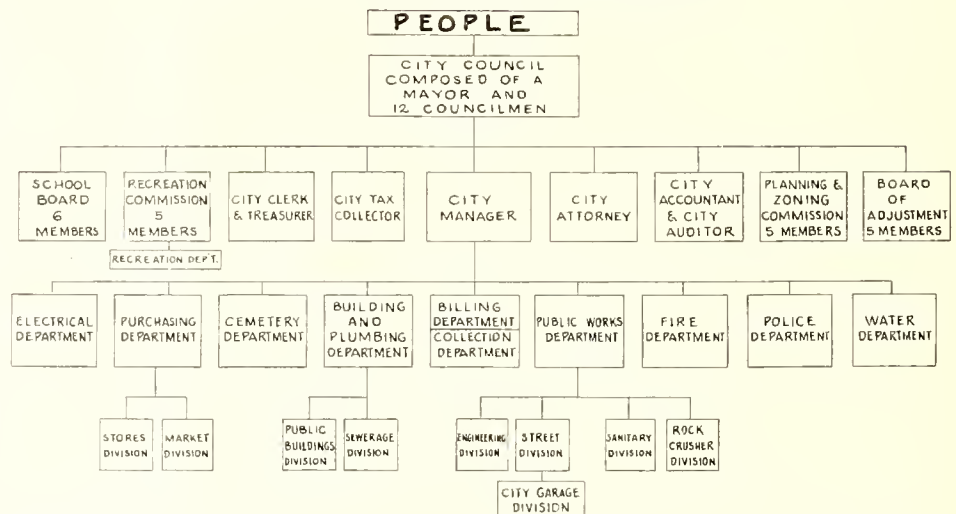 PEOPLE
CITY COUNCIL
COMPOSED OF A
MAYOR AND
12 COUNCILMEN
SCHOOL
BOARD
6
MEMBERS
RECREATION
COMMISSION
5
MEMBERS
RECREATION DEP'T.
CITY CLERK
& TREASURER
CITY TAX
COLLECTOR
CITY
MANAGER
CITY
ATTORNEY
CITY
ACCOUNTANT
& CITY
AUDITOR
PLANNING &
ZONING
COMMISSION
5 MEMBERS
BOARD
OF
ADJUSTMENT
5 MEMBERS
ELECTRICAL
DEPARTMENT
PURCHASING
DEPARTMENT
CEMETERY
DEPARTMENT
BUILDING
AND
PLUMBING
DEPARTMENT
BILLING
DEPARTMENT
COLLECTION
DEPARTMENT
PUBLIC WORKS
DEPARTMENT
FIRE
DEPARTMENT
POLICE
DEPARTMENT
WATER
DEPARTMENT
STORES
DIVISION
MARKET
DIVISION
PUBLIC
BUILDINGS
DIVISION
SEWERAGE
DIVISION
ENGINEERING
DIVISION
STREET
DIVISION
SANITARY
DIVISION
ROCK
CRUSHER
DIVISION
CITY GARAGE
DIVISION